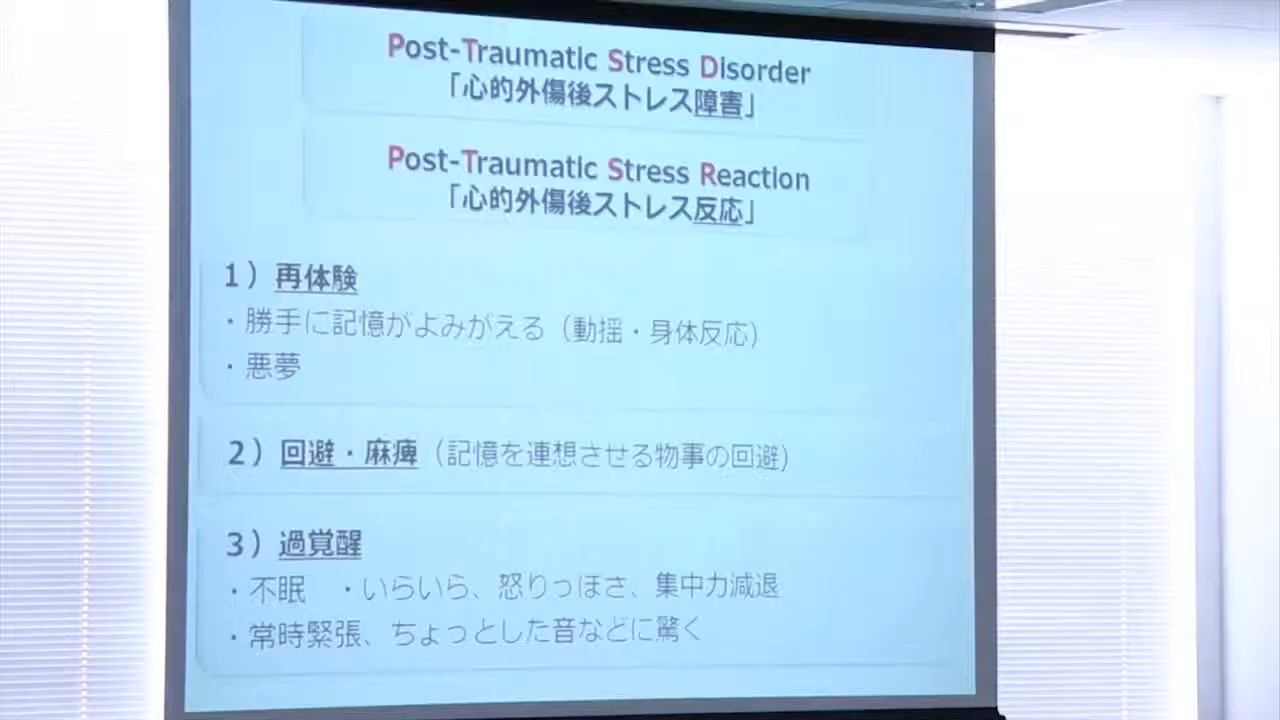 Post-Traumatic Stress Disorder
「心的外傷後ストレス障害」
Post-Traumatic Stress Reaction
「心的外傷後ストレス反応」
1）再体験
・勝手に記憶がよみがえる（動揺・身体反応）
・悪夢
2）回避・麻痺（記憶を連想させる物事の回避）
3）過覚醒
・不眠　・いらいら、怒りっぽさ、集中力減退
・常時緊張、ちょっとした音などに驚く